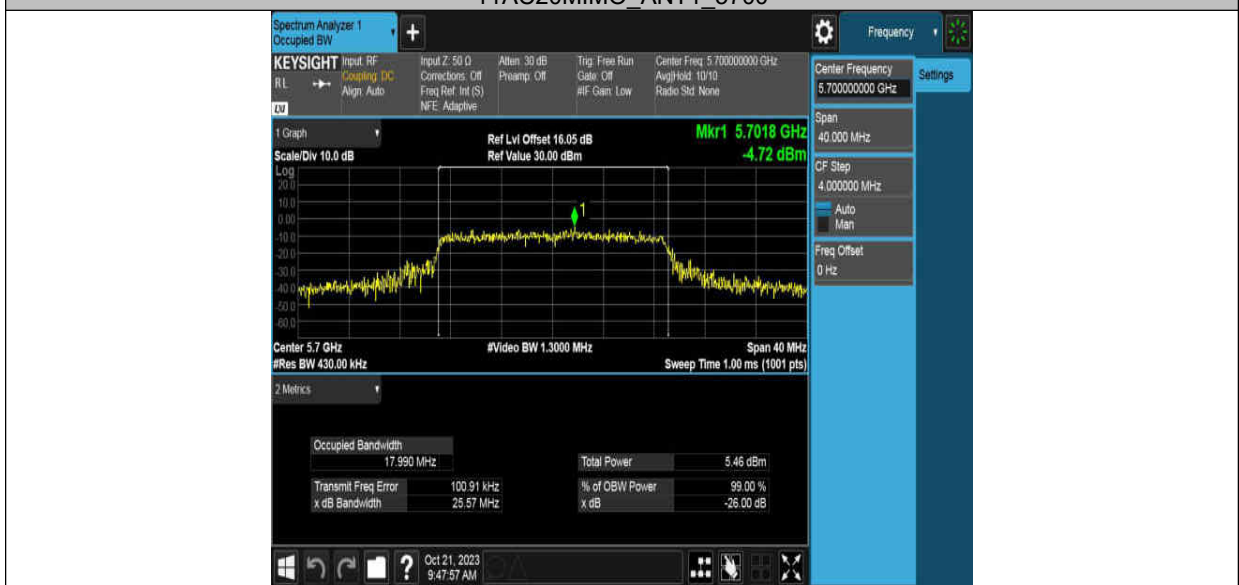 11AC20MIMO_ANT1_5700
Spectrum Analyzer 1
Occupied BW
+
Frequency
KEYSIGHT
RL
LXI
Input: RF
Coupling: DC
Align: Auto
Input Z: 50 Ω
Corrections: Off
Freq Ref: Int (S)
NFE: Adaptive
Atten: 30 dB
Preamp: Off
Trig: Free Run
Gate: Off
#IF Gain: Low
Center Freq: 5.700000000 GHz
Avg|Hold: 10/10
Radio Std: None
Center Frequency
5.700000000 GHz
Settings
Span
40.000 MHz
CF Step
4.000000 MHz
Auto
Man
Freq Offset
0 Hz
1 Graph
Scale/Div 10.0 dB
Ref Lvl Offset 16.05 dB
Ref Value 30.00 dBm
Mkr1 5.7018 GHz
-4.72 dBm
Log
20.0
10.0
0.00
-10.0
-20.0
-30.0
-40.0
-50.0
-60.0
1
Center 5.7 GHz
#Res BW 430.00 kHz
#Video BW 1.3000 MHz
Span 40 MHz
Sweep Time 1.00 ms (1001 pts)
2 Metrics
Occupied Bandwidth
17.990 MHz
Total Power 5.46 dBm
Transmit Freq Error 100.91 kHz
% of OBW Power 99.00 %
x dB Bandwidth 25.57 MHz
x dB -26.00 dB
?
Oct 21, 2023
9:47:57 AM